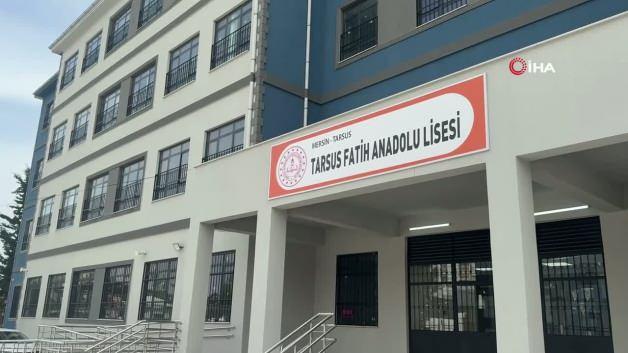 İHA
MERSİN - TARSUS
TARSUS FATİH ANADOLU LİSESİ